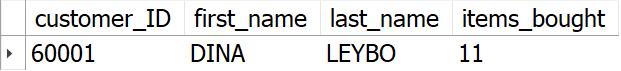 customer_ID first_name last_name items_bought
60001 DINA LEYBO 11